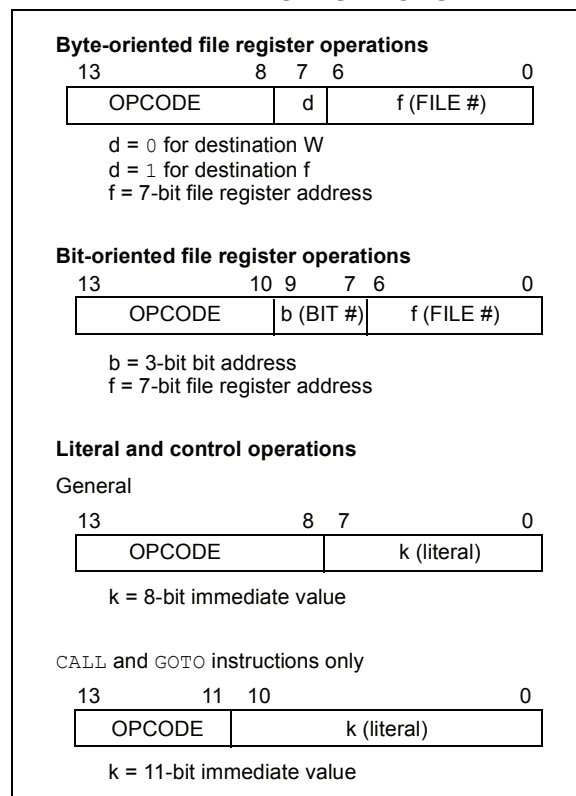 Byte-oriented file register operations
13 8 7 6 0
OPCODE d f (FILE #)
d = 0 for destination W
d = 1 for destination f
f = 7-bit file register address
Bit-oriented file register operations
13 10 9 7 6 0
OPCODE b (BIT #) f (FILE #)
b = 3-bit bit address
f = 7-bit file register address
Literal and control operations
General
13 8 7 0
OPCODE k (literal)
k = 8-bit immediate value
CALL and GOTO instructions only
13 11 10 0
OPCODE k (literal)
k = 11-bit immediate value